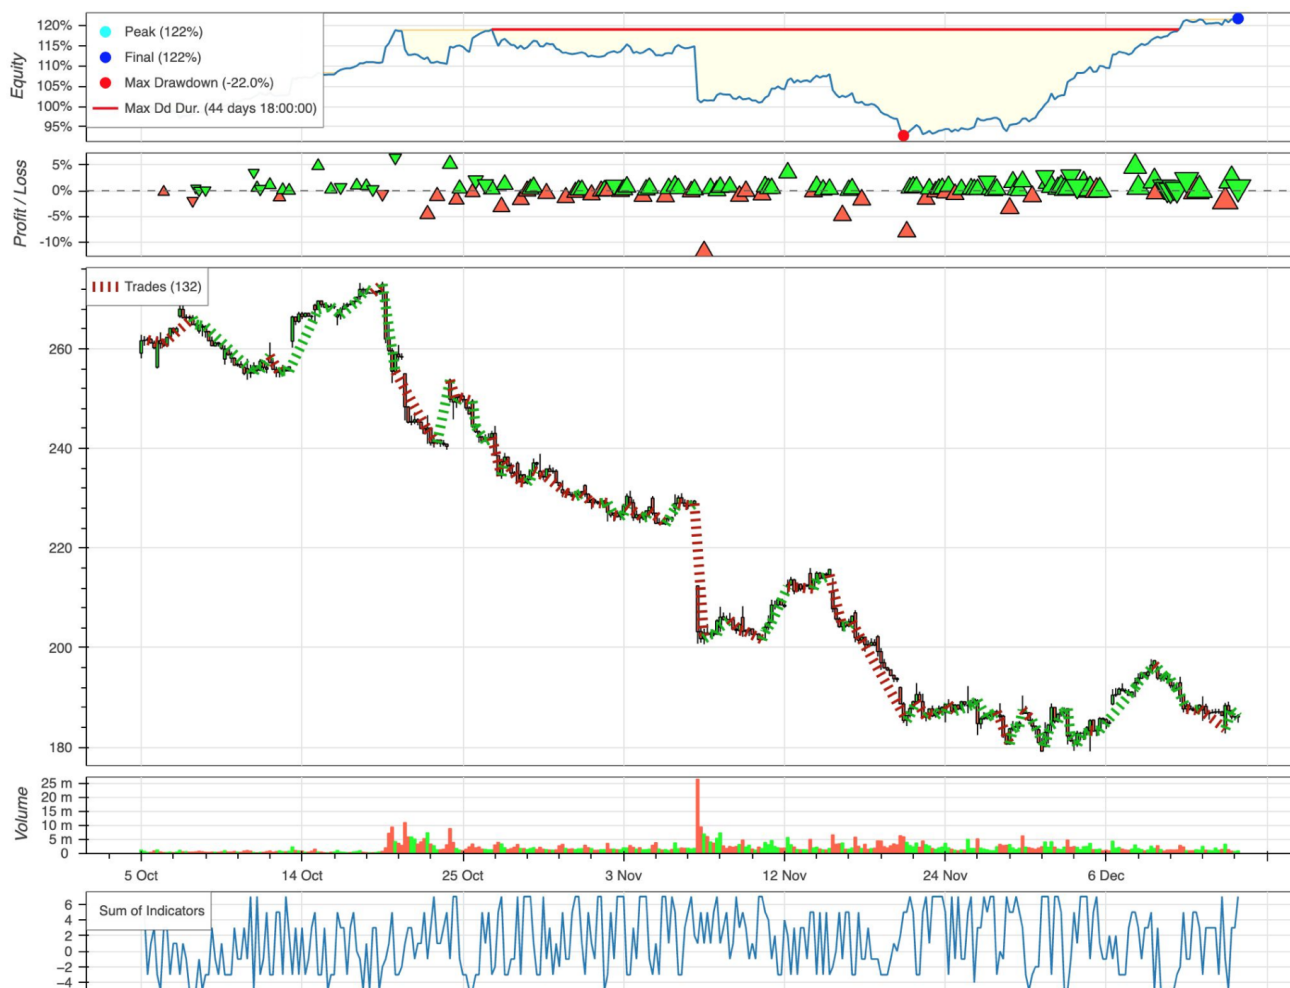 120%
115%
110%
105%
100%
95%
Equity
Peak (122%)
Final (122%)
Max Drawdown (-22.0%)
Max Dd Dur. (44 days 18:00:00)
5%
0%
-5%
-10%
Profit / Loss
Trades (132)
260
240
220
200
180
25 m
20 m
15 m
10 m
5 m
0
Volume
5 Oct
14 Oct
25 Oct
3 Nov
12 Nov
24 Nov
6 Dec
6
4
2
0
−2
−4
Sum of Indicators